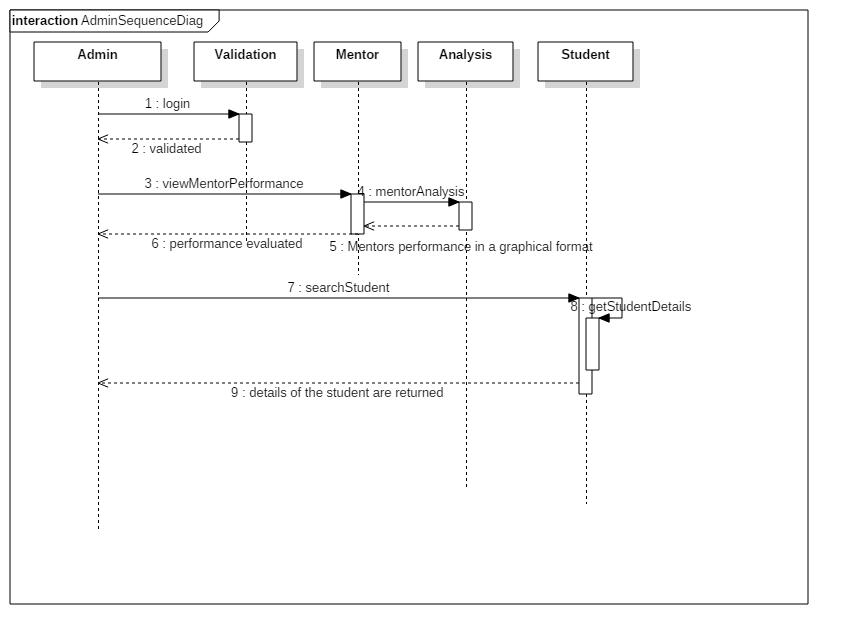 interaction AdminSequenceDiag
Admin
Validation
Mentor
Analysis
Student
1 : login
2 : validated
3 : viewMentorPerformance
4 : mentorAnalysis
5 : Mentors performance in a graphical format
6 : performance evaluated
7 : searchStudent
8 : getStudentDetails
9 : details of the student are returned